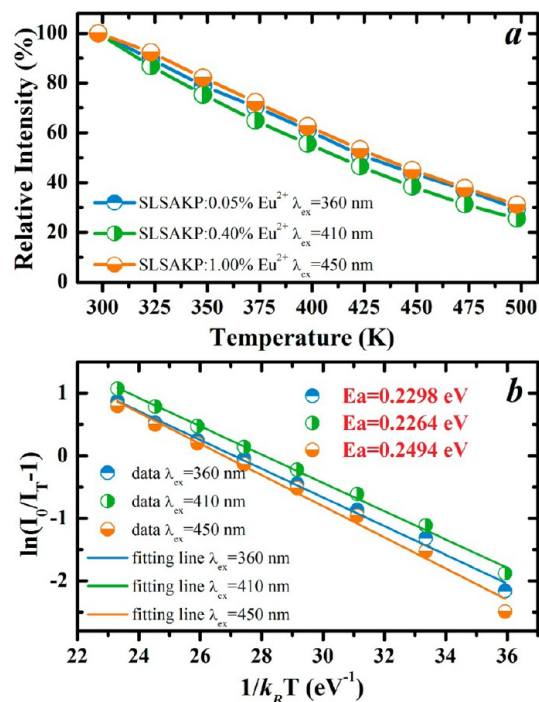 a
100
80
60
40
20
0
Relative Intensity (%)
SLSAKP:0.05% Eu²⁺ λex=360 nm
SLSAKP:0.40% Eu²⁺ λex=410 nm
SLSAKP:1.00% Eu²⁺ λex=450 nm
300 325 350 375 400 425 450 475 500
Temperature (K)
b
1
0
-1
-2
ln(I0/IT-1)
Ea=0.2298 eV
Ea=0.2264 eV
Ea=0.2494 eV
data λex=360 nm
data λex=410 nm
data λex=450 nm
fitting line λex=360 nm
fitting line λex=410 nm
fitting line λex=450 nm
22 24 26 28 30 32 34 36
1/kBT (eV⁻¹)